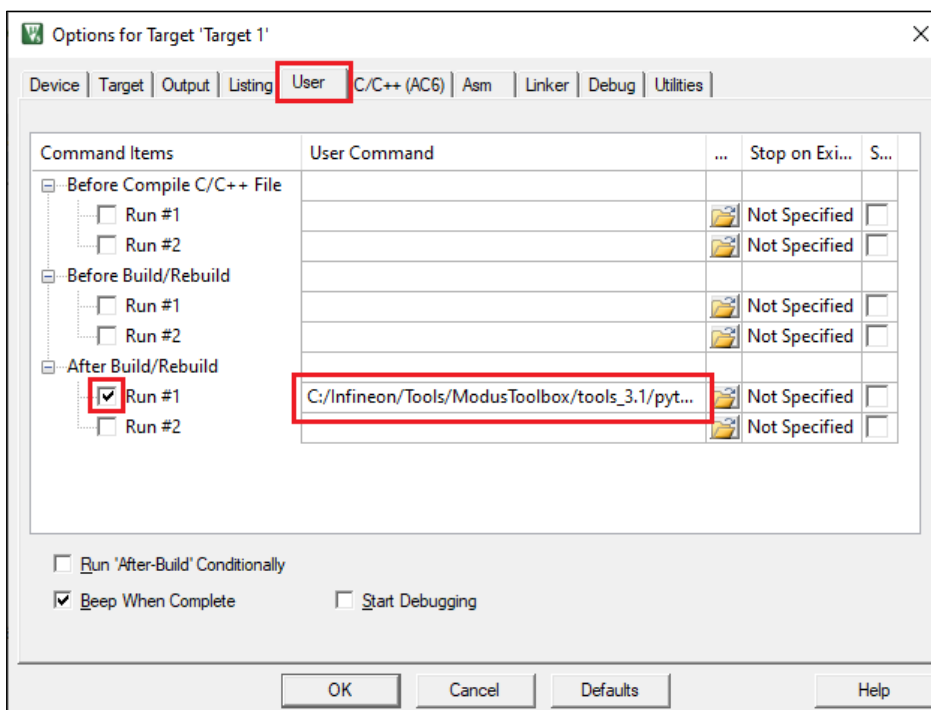 Options for Target 'Target 1'
Device Target Output Listing User C/C++ (AC6) Asm Linker Debug Utilities
Command Items User Command ... Stop on Exi... S...
Before Compile C/C++ File
Run #1 Not Specified
Run #2 Not Specified
Before Build/Rebuild
Run #1 Not Specified
Run #2 Not Specified
After Build/Rebuild
Run #1 C:/Infineon/Tools/ModusToolbox/tools_3.1/pyt... Not Specified
Run #2 Not Specified
Run 'After-Build' Conditionally
Beep When Complete Start Debugging
OK Cancel Defaults Help